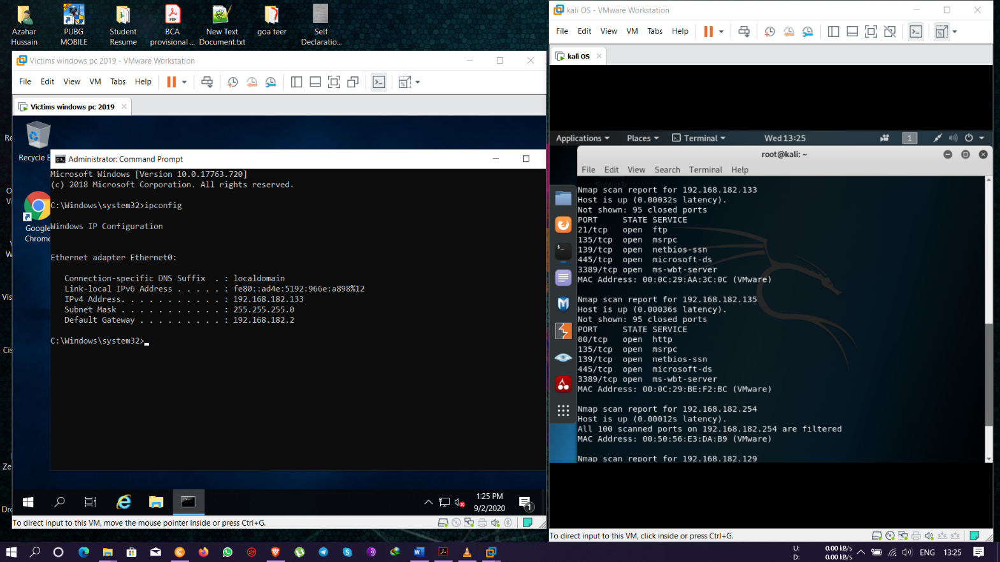 Azahar
Hussain
PUBG
MOBILE
Student
Resume
BCA
provisional ...
New Text
Document.txt
goa teer
Self
Declaratio...
Victims windows pc 2019 - VMware Workstation
File Edit View VM Tabs Help
Victims windows pc 2019
Recycle B
Google
Chrome
Administrator: Command Prompt
Microsoft Windows [Version 10.0.17763.720]
(c) 2018 Microsoft Corporation. All rights reserved.
C:\Windows\system32>ipconfig
Windows IP Configuration
Ethernet adapter Ethernet0:
Connection-specific DNS Suffix . : localdomain
Link-local IPv6 Address . . . . . : fe80::ad4e:5192:966e:a898%12
IPv4 Address. . . . . . . . . . . : 192.168.182.133
Subnet Mask . . . . . . . . . . . : 255.255.255.0
Default Gateway . . . . . . . . . : 192.168.182.2
C:\Windows\system32>
1:25 PM
9/2/2020
1
To direct input to this VM, move the mouse pointer inside or press Ctrl+G.
kali OS - VMware Workstation
File Edit View VM Tabs Help
kali OS
Applications Places Terminal Wed 13:25 1
root@kali: ~
File Edit View Search Terminal Help
Nmap scan report for 192.168.182.133
Host is up (0.00032s latency).
Not shown: 95 closed ports
PORT STATE SERVICE
21/tcp open ftp
135/tcp open msrpc
139/tcp open netbios-ssn
445/tcp open microsoft-ds
3389/tcp open ms-wbt-server
MAC Address: 00:0C:29:AA:3C:0C (VMware)
Nmap scan report for 192.168.182.135
Host is up (0.00036s latency).
Not shown: 95 closed ports
PORT STATE SERVICE
80/tcp open http
135/tcp open msrpc
139/tcp open netbios-ssn
445/tcp open microsoft-ds
3389/tcp open ms-wbt-server
MAC Address: 00:0C:29:BE:F2:BC (VMware)
Nmap scan report for 192.168.182.254
Host is up (0.00012s latency).
All 100 scanned ports on 192.168.182.254 are filtered
MAC Address: 00:50:56:E3:DA:B9 (VMware)
Nmap scan report for 192.168.182.129
To direct input to this VM, click inside or press Ctrl+G.
U: 0.00 kB/s
D: 0.00 kB/s
ENG 13:25